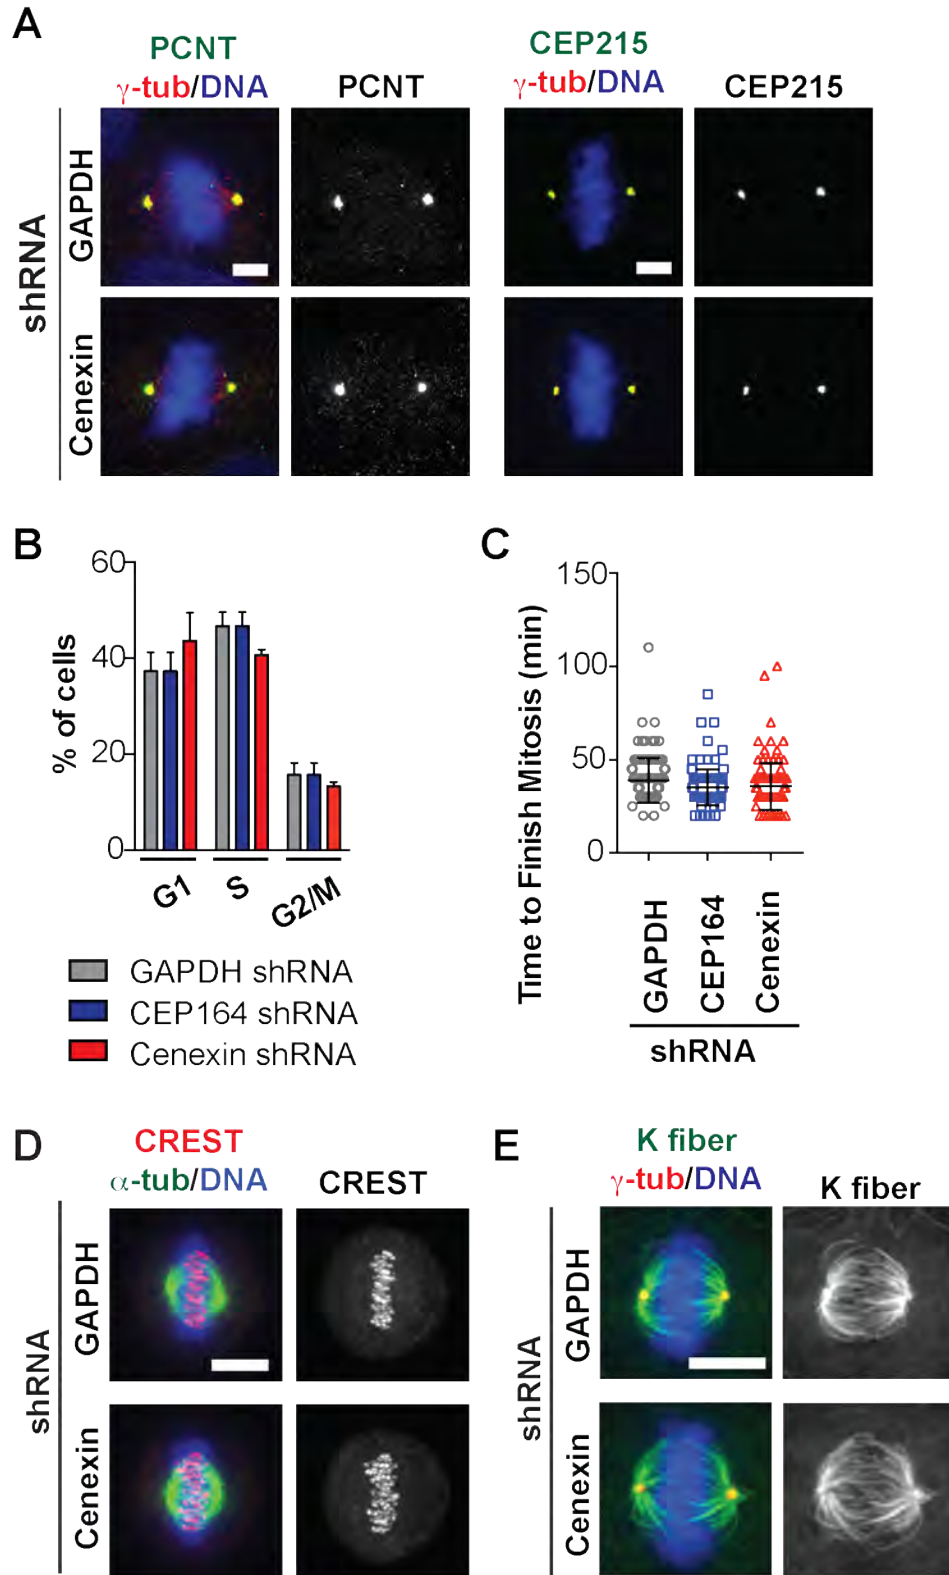 A
PCNT
γ-tub/DNA
PCNT
CEP215
γ-tub/DNA
CEP215
shRNA
GAPDH
Cenexin
B
% of cells
60
40
20
0
G1
S
G2/M
GAPDH shRNA
CEP164 shRNA
Cenexin shRNA
C
Time to Finish Mitosis (min)
150
100
50
0
GAPDH
CEP164
Cenexin
shRNA
D
CREST
α-tub/DNA
CREST
shRNA
GAPDH
Cenexin
E
K fiber
γ-tub/DNA
K fiber
shRNA
GAPDH
Cenexin